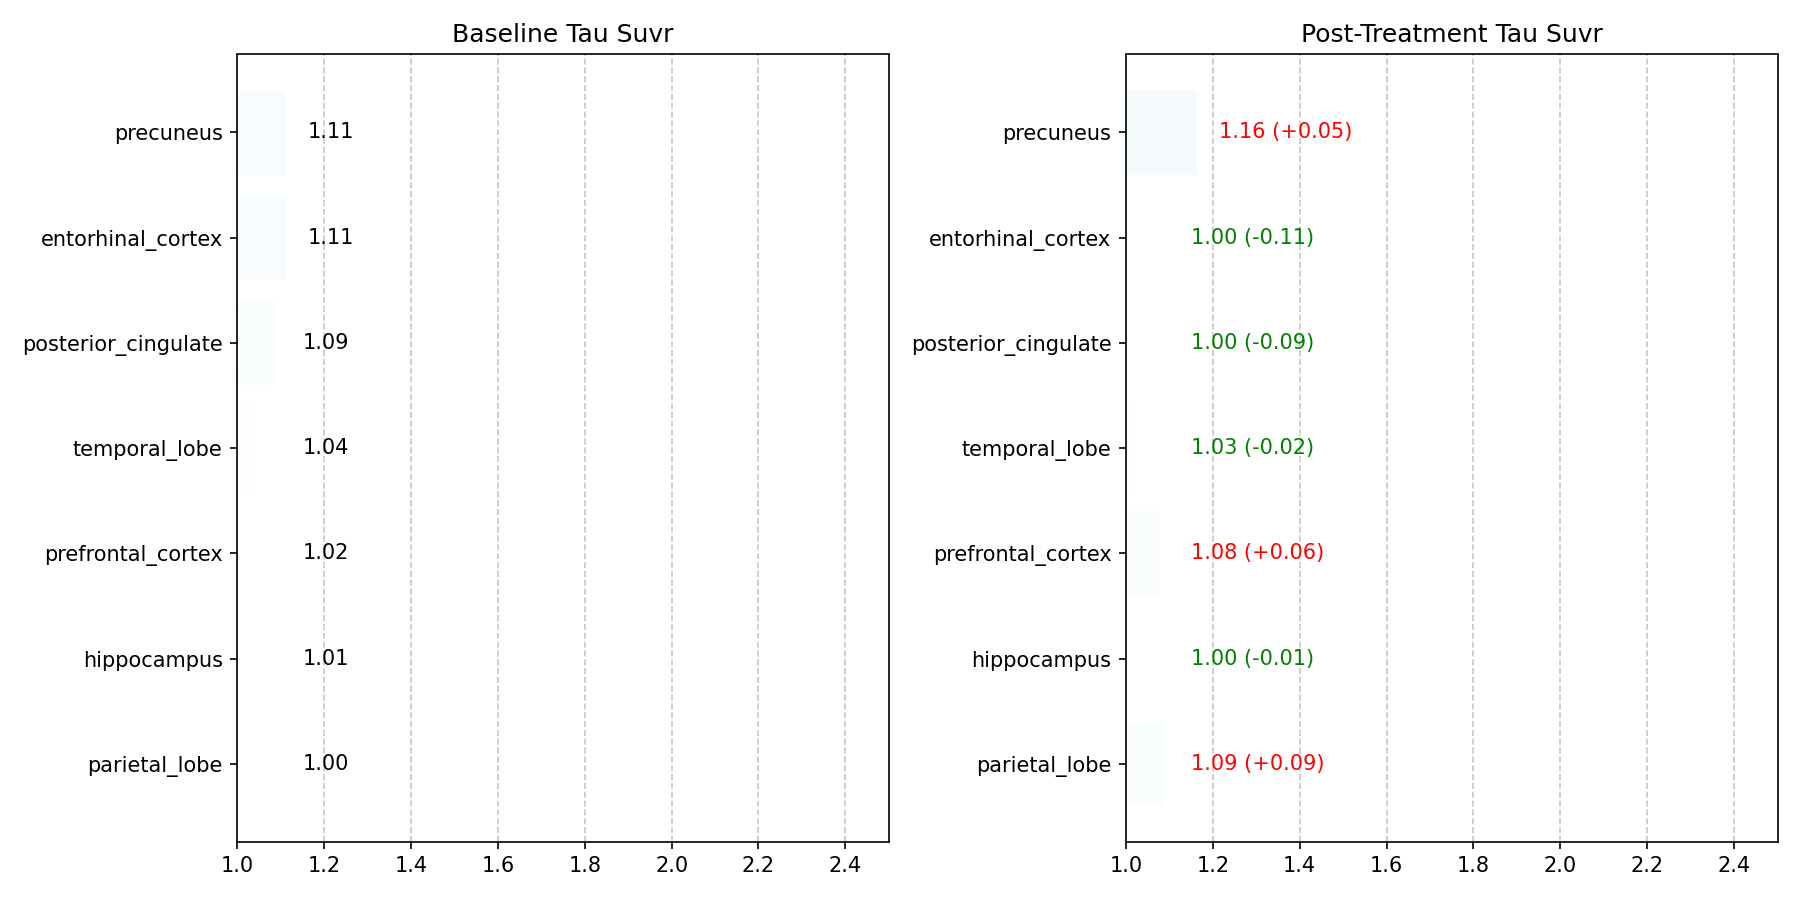 Baseline Tau Suvr
precuneus 1.11
entorhinal_cortex 1.11
posterior_cingulate 1.09
temporal_lobe 1.04
prefrontal_cortex 1.02
hippocampus 1.01
parietal_lobe 1.00
1.0 1.2 1.4 1.6 1.8 2.0 2.2 2.4
Post-Treatment Tau Suvr
precuneus 1.16 (+0.05)
entorhinal_cortex 1.00 (-0.11)
posterior_cingulate 1.00 (-0.09)
temporal_lobe 1.03 (-0.02)
prefrontal_cortex 1.08 (+0.06)
hippocampus 1.00 (-0.01)
parietal_lobe 1.09 (+0.09)
1.0 1.2 1.4 1.6 1.8 2.0 2.2 2.4